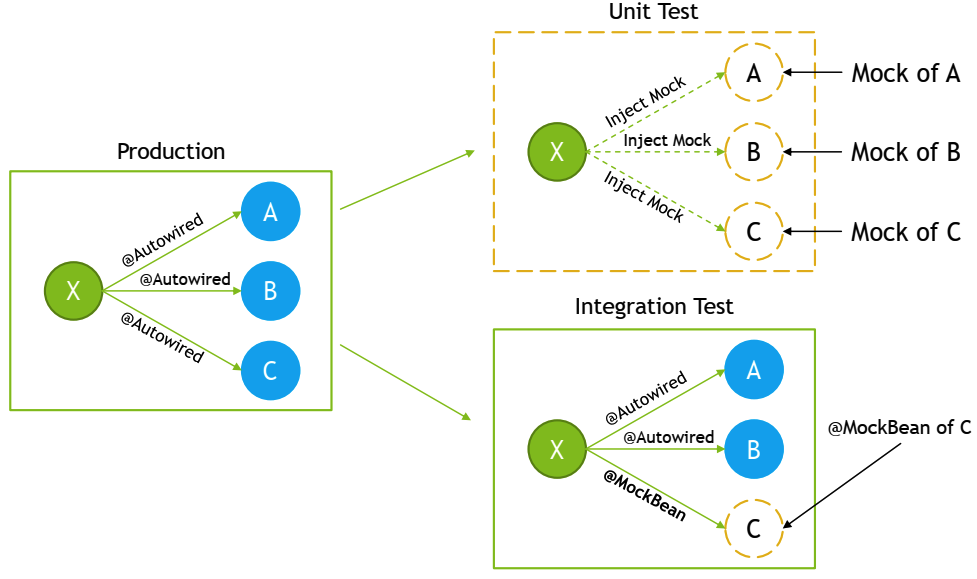 Production
X
@Autowired
@Autowired
@Autowired
A
B
C
Unit Test
X
Inject Mock
Inject Mock
Inject Mock
A
B
C
Mock of A
Mock of B
Mock of C
Integration Test
X
@Autowired
@Autowired
@MockBean
A
B
C
@MockBean of C